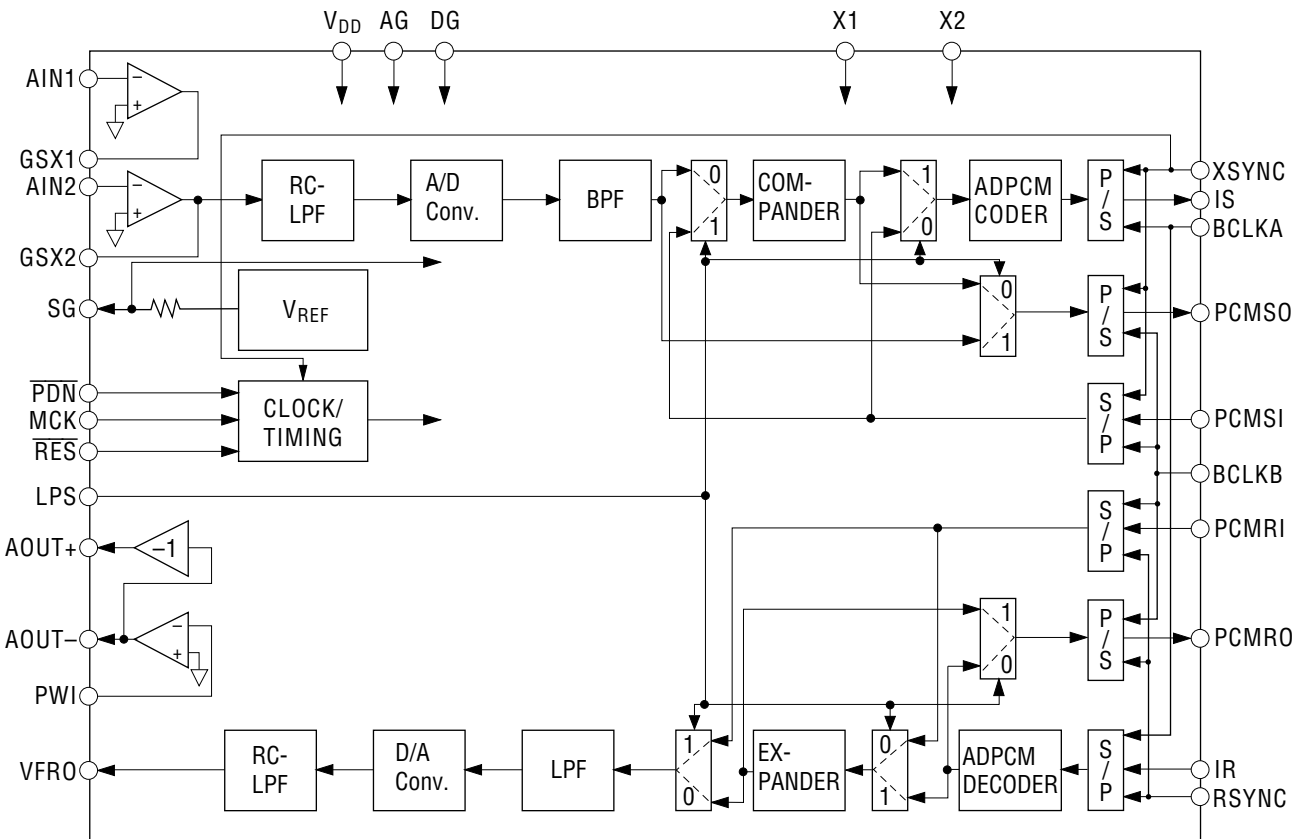 VDD AG DG X1 X2
AIN1
GSX1
AIN2
GSX2
SG
PDN
MCK
RES
LPS
AOUT+
AOUT−
PWI
VFRO
−
+
−
+
RC-
LPF
A/D
Conv.
BPF
0
1
COM-
PANDER
1
0
ADPCM
CODER
P
/
S
XSYNC
IS
BCLKA
VREF
0
1
P
/
S
PCMSO
CLOCK/
TIMING
S
/
P
PCMSI
BCLKB
S
/
P
PCMRI
−1
−
+
1
0
P
/
S
PCMRO
RC-
LPF
D/A
Conv.
LPF
1
0
EX-
PANDER
0
1
ADPCM
DECODER
S
/
P
IR
RSYNC